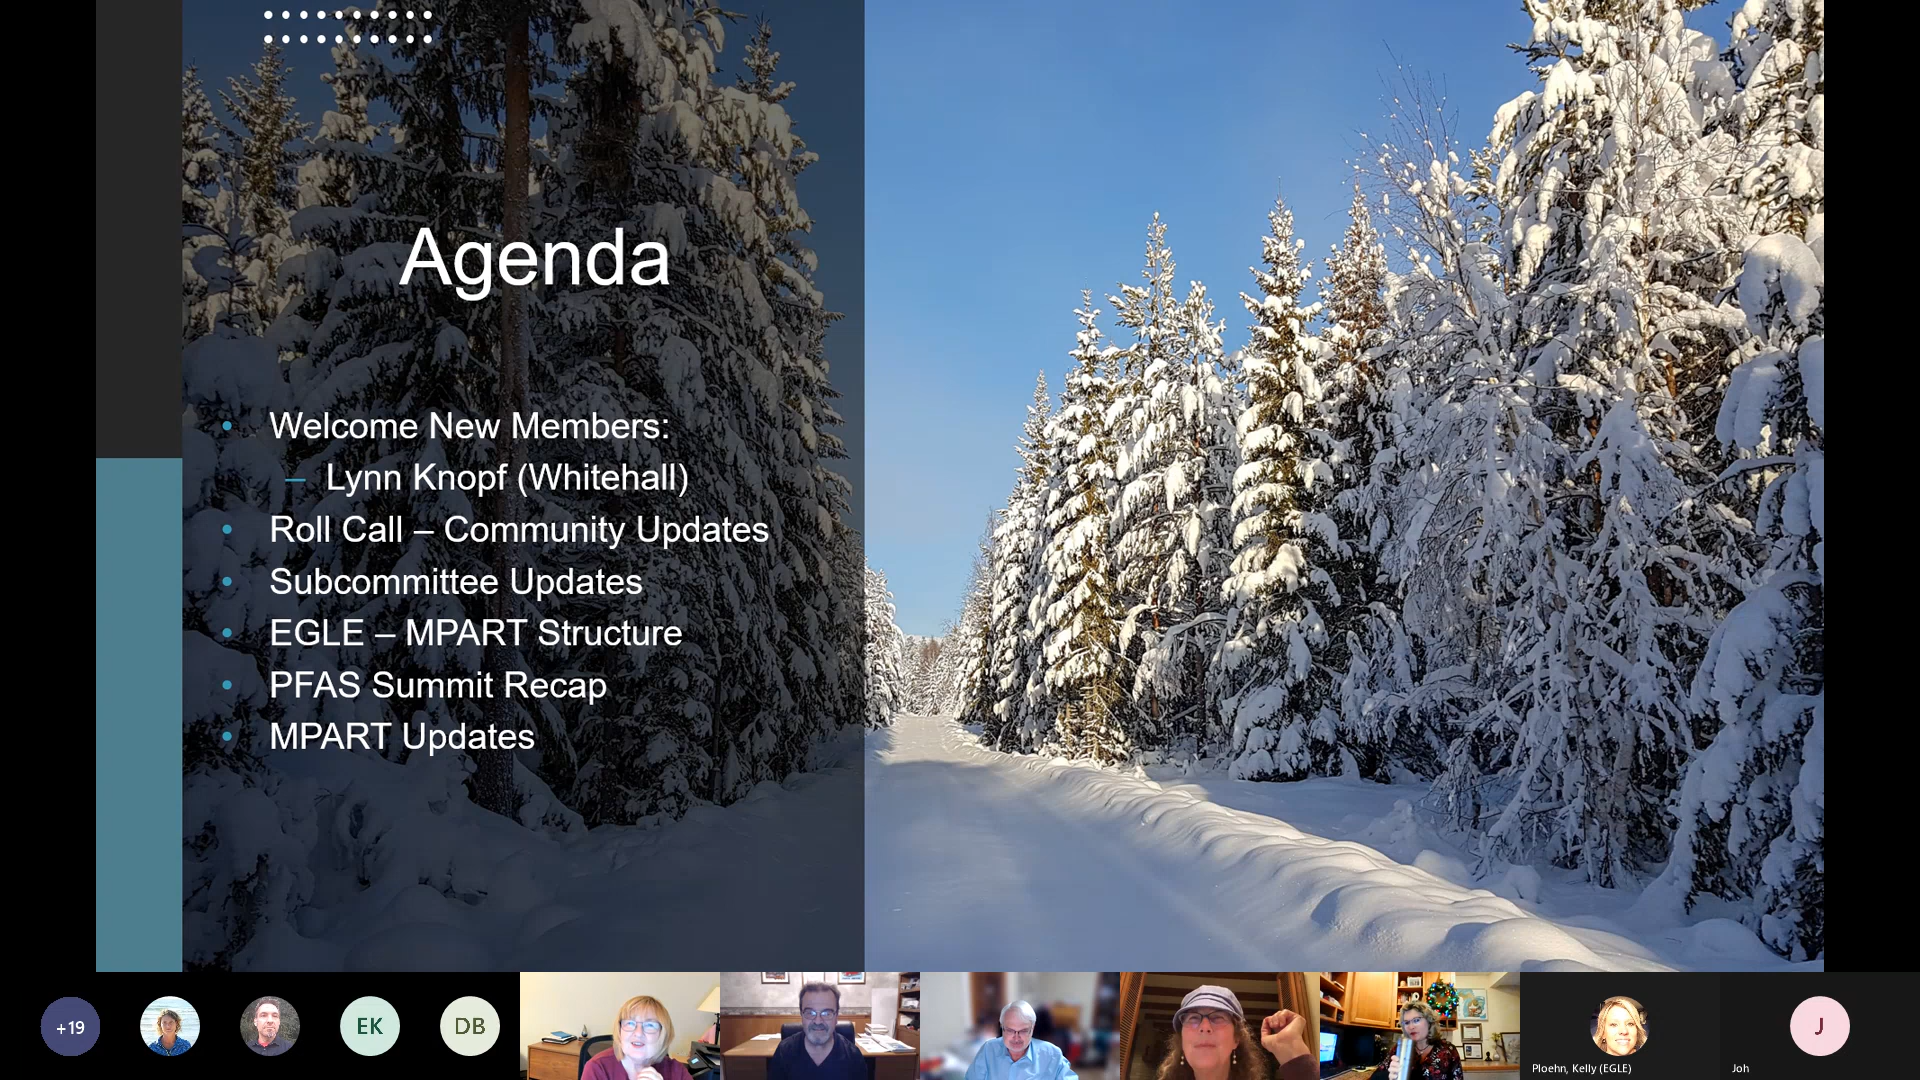 Agenda
• Welcome New Members:
– Lynn Knopf (Whitehall)
• Roll Call – Community Updates
• Subcommittee Updates
• EGLE – MPART Structure
• PFAS Summit Recap
• MPART Updates
+19
EK
DB
Ploehn, Kelly (EGLE)
J
Joh